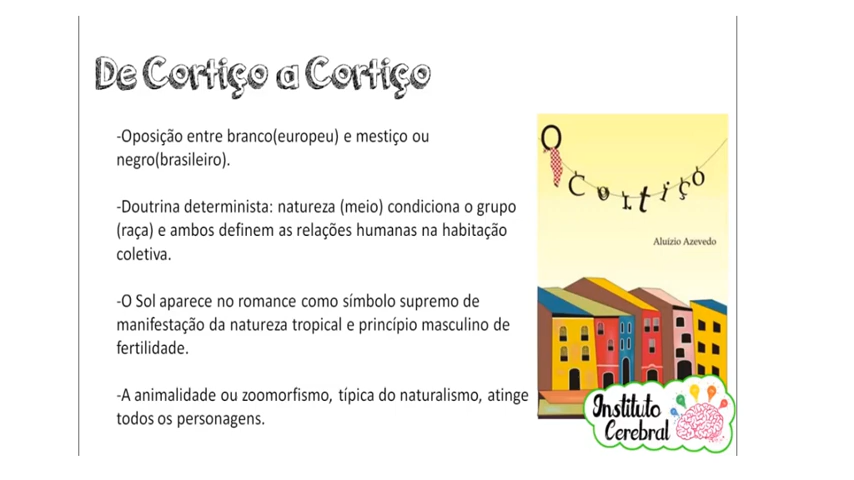 De Cortiço a Cortiço
-Oposição entre branco(europeu) e mestiço ou
negro(brasileiro).
-Doutrina determinista: natureza (meio) condiciona o grupo
(raça) e ambos definem as relações humanas na habitação
coletiva.
-O Sol aparece no romance como símbolo supremo de
manifestação da natureza tropical e princípio masculino de
fertilidade.
-A animalidade ou zoomorfismo, típica do naturalismo, atinge
todos os personagens.
O
Cortiço
Aluízio Azevedo
Instituto
Cerebral